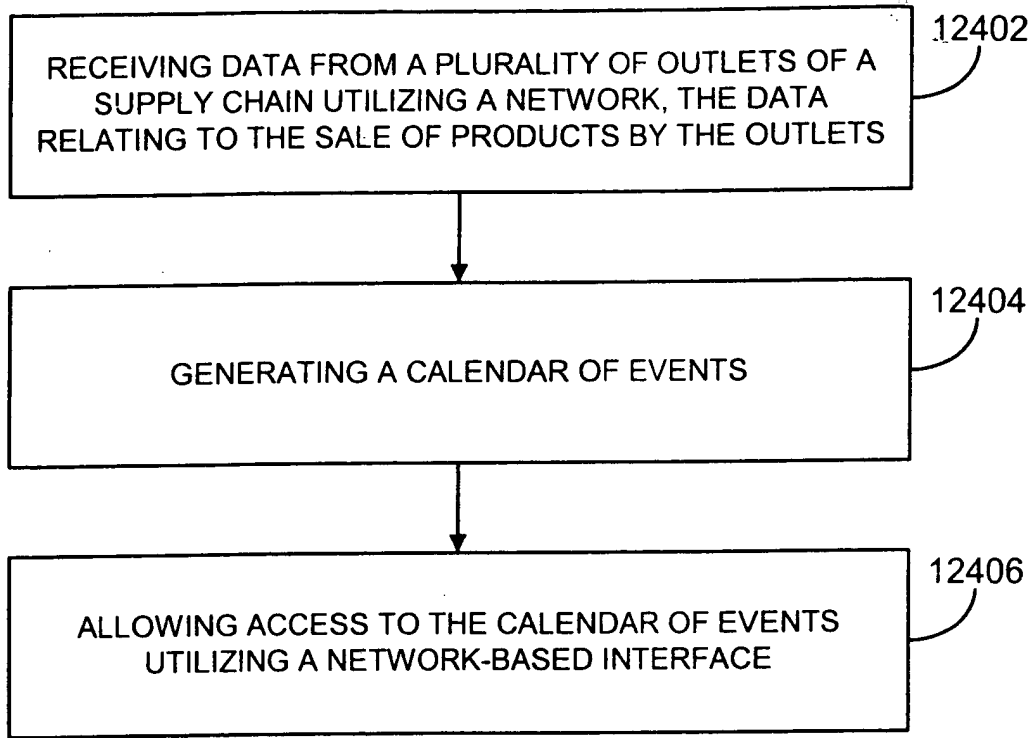 12402
RECEIVING DATA FROM A PLURALITY OF OUTLETS OF A
SUPPLY CHAIN UTILIZING A NETWORK, THE DATA
RELATING TO THE SALE OF PRODUCTS BY THE OUTLETS
12404
GENERATING A CALENDAR OF EVENTS
12406
ALLOWING ACCESS TO THE CALENDAR OF EVENTS
UTILIZING A NETWORK-BASED INTERFACE